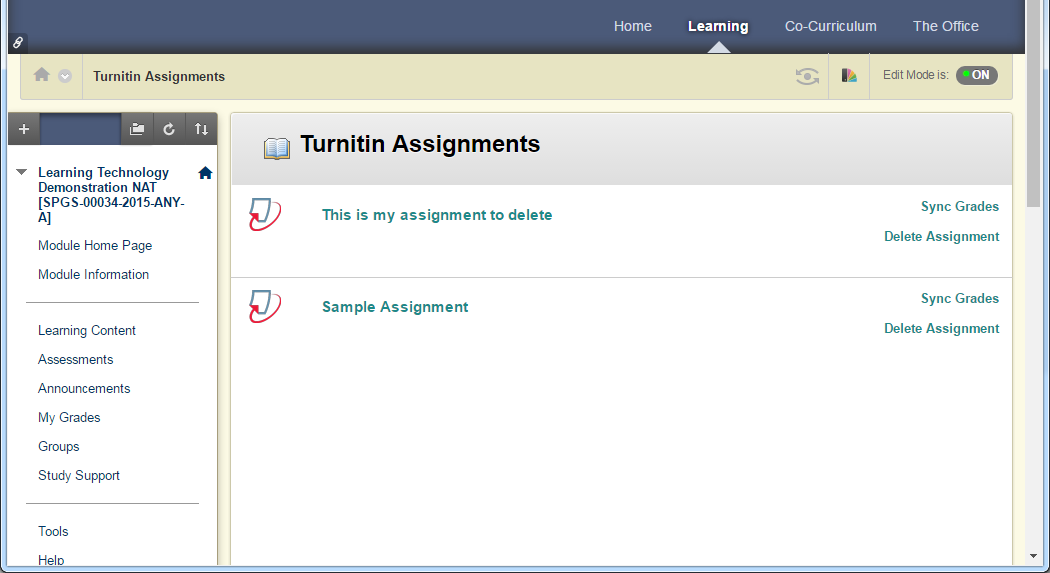 Home Learning Co-Curriculum The Office
Turnitin Assignments
Edit Mode is: ON
Learning Technology
Demonstration NAT
[SPGS-00034-2015-ANY-
A]
Module Home Page
Module Information
Learning Content
Assessments
Announcements
My Grades
Groups
Study Support
Tools
Help
Turnitin Assignments
This is my assignment to delete
Sync Grades
Delete Assignment
Sample Assignment
Sync Grades
Delete Assignment